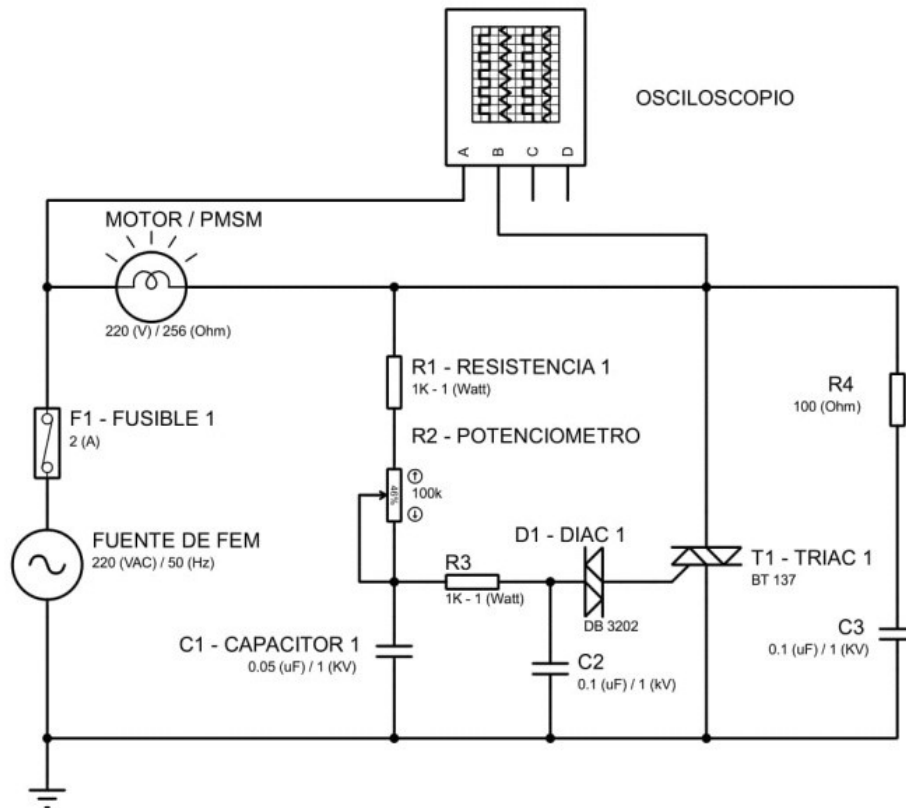 OSCILOSCOPIO
A
B
C
D
MOTOR / PMSM
220 (V) / 256 (Ohm)
R1 - RESISTENCIA 1
1K - 1 (Watt)
R4
100 (Ohm)
F1 - FUSIBLE 1
2 (A)
R2 - POTENCIOMETRO
46%
100k
FUENTE DE FEM
220 (VAC) / 50 (Hz)
D1 - DIAC 1
DB 3202
R3
1K - 1 (Watt)
T1 - TRIAC 1
BT 137
C1 - CAPACITOR 1
0.05 (uF) / 1 (KV)
C2
0.1 (uF) / 1 (kV)
C3
0.1 (uF) / 1 (KV)